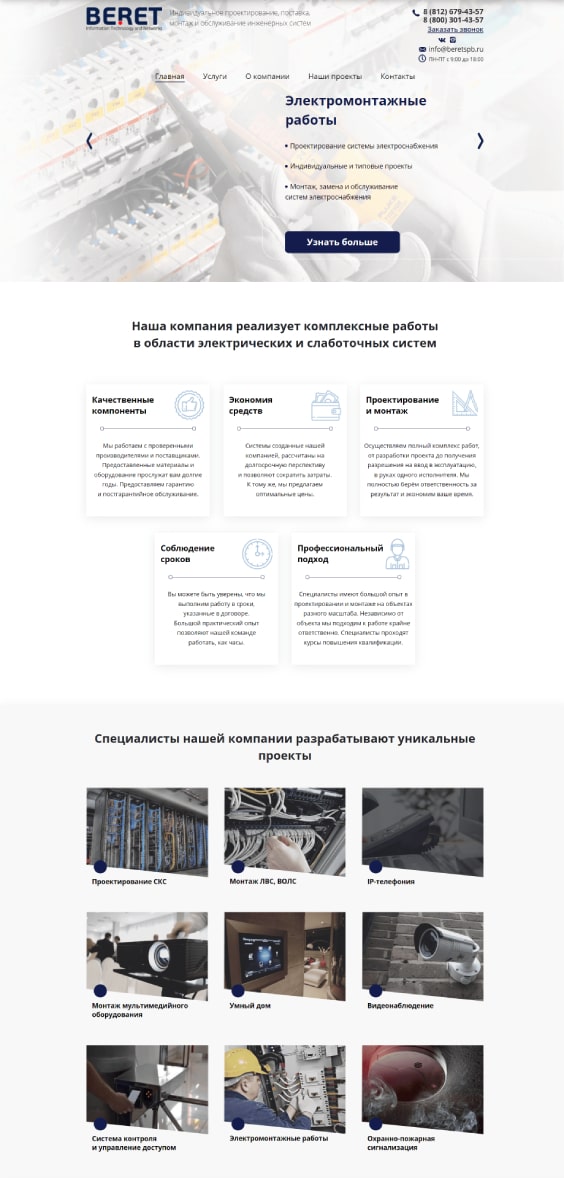 BERET
Information Technology and Networks
Индивидуальное проектирование, поставка,
монтаж и обслуживание инженерных систем
8 (812) 679-43-57
8 (800) 301-43-57
Заказать звонок
info@beretspb.ru
ПН-ПТ с 9:00 до 18:00
Главная Услуги О компании Наши проекты Контакты
Электромонтажные
работы
• Проектирование системы электроснабжения
• Индивидуальные и типовые проекты
• Монтаж, замена и обслуживание
систем электроснабжения
Узнать больше
Наша компания реализует комплексные работы
в области электрических и слаботочных систем
Качественные
компоненты
Мы работаем с проверенными
производителями и поставщиками.
Предоставленные материалы и
оборудование прослужат вам долгие
годы. Предоставляем гарантию
и постгарантийное обслуживание.
Экономия
средств
Системы созданные нашей
компанией, рассчитаны на
долгосрочную перспективу
и позволяют сократить затраты.
К тому же, мы предлагаем
оптимальные цены.
Проектирование
и монтаж
Осуществляем полный комплекс работ,
от разработки проекта до получения
разрешения на ввод в эксплуатацию,
в руках одного исполнителя. Мы
полностью берём ответственность за
результат и экономим ваше время.
Соблюдение
сроков
Вы можете быть уверены, что мы
выполним работу в сроки,
указанные в договоре.
Большой практический опыт
позволяют нашей команде
работать, как часы.
Профессиональный
подход
Специалисты имеют большой опыт в
проектировании и монтаже на объектах
разного масштаба. Независимо от
объекта мы подходим к работе крайне
ответственно. Специалисты проходят
курсы повышения квалификации.
Специалисты нашей компании разрабатывают уникальные
проекты
Проектирование СКС
Монтаж ЛВС, ВОЛС
IP-телефония
Монтаж мультимедийного
оборудования
Умный дом
Видеонаблюдение
Система контроля
и управление доступом
Электромонтажные работы
Охранно-пожарная
сигнализация